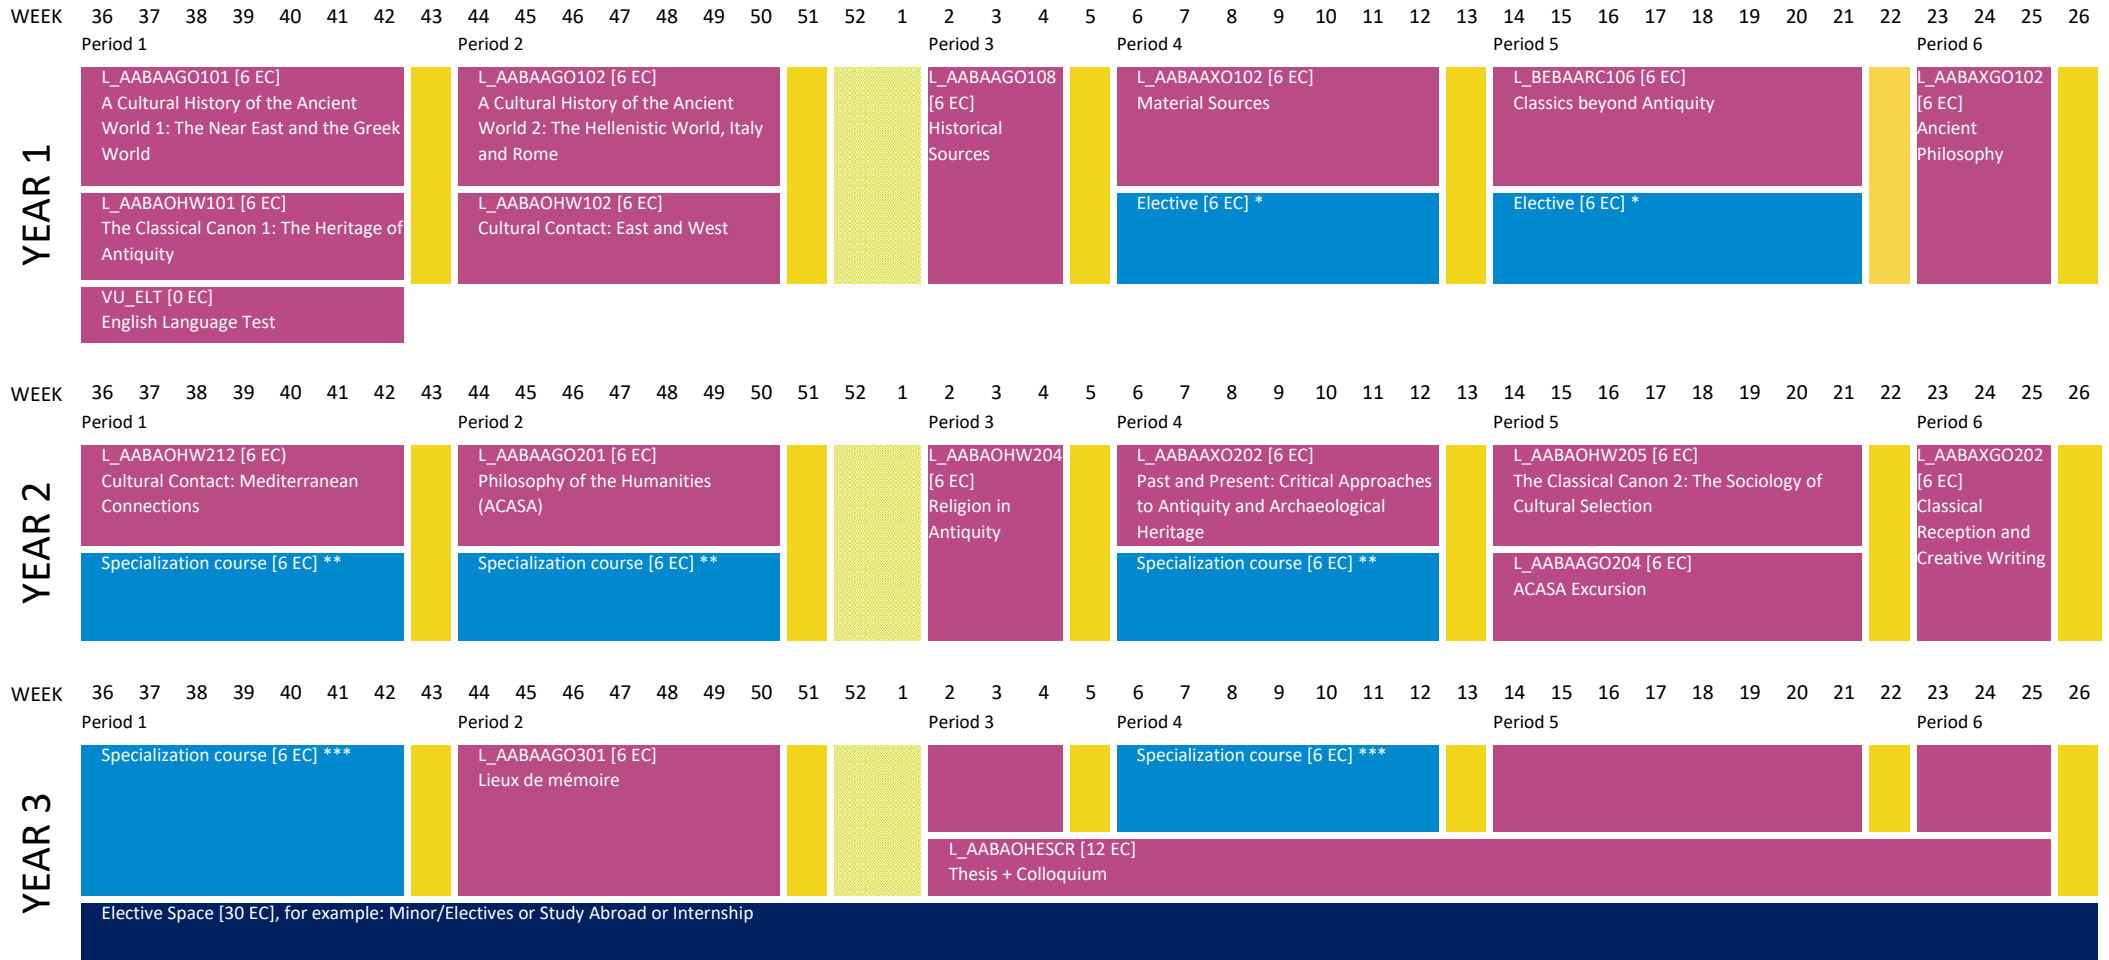 WEEK 36 37 38 39 40 41 42 43 44 45 46 47 48 49 50 51 52 1 2 3 4 5 6 7 8 9 10 11 12 13 14 15 16 17 18 19 20 21 22 23 24 25 26
Period 1 Period 2 Period 3 Period 4 Period 5 Period 6
YEAR 1
L_AABAAGO101 [6 EC]
A Cultural History of the Ancient
World 1: The Near East and the Greek
World
L_AABAOHW101 [6 EC]
The Classical Canon 1: The Heritage of
Antiquity
VU_ELT [0 EC]
English Language Test
L_AABAAGO102 [6 EC]
A Cultural History of the Ancient
World 2: The Hellenistic World, Italy
and Rome
L_AABAOHW102 [6 EC]
Cultural Contact: East and West
L_AABAAGO108
[6 EC]
Historical
Sources
L_AABAAXO102 [6 EC]
Material Sources
Elective [6 EC] *
L_BEBAARC106 [6 EC]
Classics beyond Antiquity
Elective [6 EC] *
L_AABAXGO102
[6 EC]
Ancient
Philosophy
WEEK 36 37 38 39 40 41 42 43 44 45 46 47 48 49 50 51 52 1 2 3 4 5 6 7 8 9 10 11 12 13 14 15 16 17 18 19 20 21 22 23 24 25 26
Period 1 Period 2 Period 3 Period 4 Period 5 Period 6
YEAR 2
L_AABAOHW212 [6 EC)
Cultural Contact: Mediterranean
Connections
Specialization course [6 EC] **
L_AABAAGO201 [6 EC]
Philosophy of the Humanities
(ACASA)
Specialization course [6 EC] **
L_AABAOHW204
[6 EC]
Religion in
Antiquity
L_AABAAXO202 [6 EC]
Past and Present: Critical Approaches
to Antiquity and Archaeological
Heritage
Specialization course [6 EC] **
L_AABAOHW205 [6 EC]
The Classical Canon 2: The Sociology of
Cultural Selection
L_AABAAGO204 [6 EC]
ACASA Excursion
L_AABAXGO202
[6 EC]
Classical
Reception and
Creative Writing
WEEK 36 37 38 39 40 41 42 43 44 45 46 47 48 49 50 51 52 1 2 3 4 5 6 7 8 9 10 11 12 13 14 15 16 17 18 19 20 21 22 23 24 25 26
Period 1 Period 2 Period 3 Period 4 Period 5 Period 6
YEAR 3
Specialization course [6 EC] ***
L_AABAAGO301 [6 EC]
Lieux de mémoire
Specialization course [6 EC] ***
L_AABAOHESCR [12 EC]
Thesis + Colloquium
Elective Space [30 EC], for example: Minor/Electives or Study Abroad or Internship